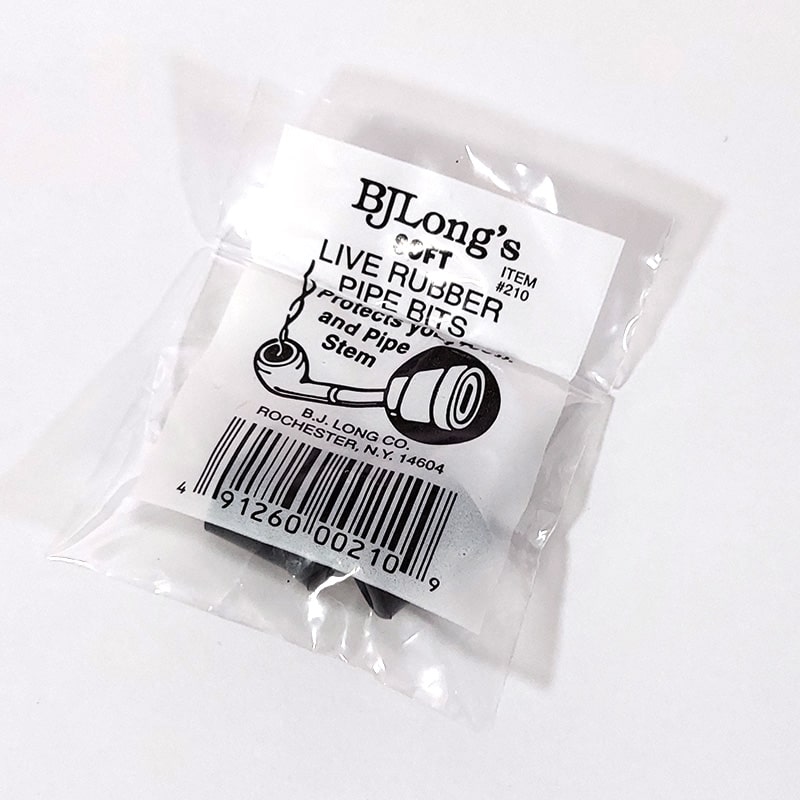 BJLong's
SOFT
LIVE RUBBER
ITEM
#210
PIPE BITS
Protects your
and Pipe
Stem
B.J. LONG CO.
ROCHESTER, N.Y. 14604
4 91260 00210 9